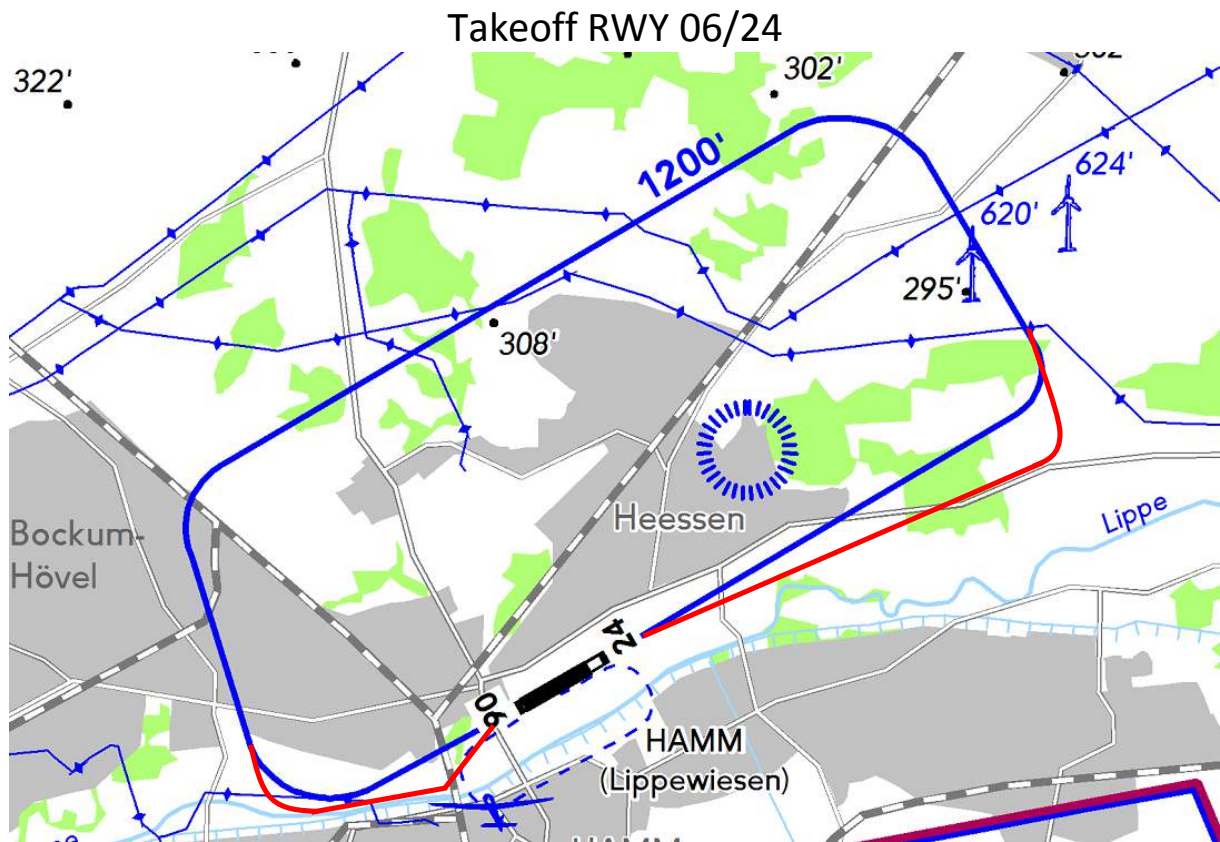 Takeoff RWY 06/24
322'
302'
1200'
624'
620'
295'
308'
Heessen
Lippe
Bockum-
Hövel
24
06
HAMM
(Lippewiesen)
HAMM